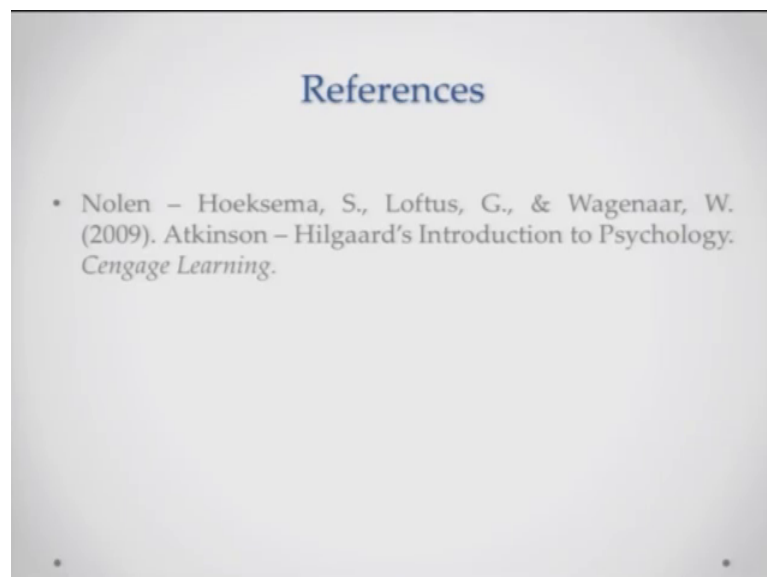 References
• Nolen – Hoeksema, S., Loftus, G., & Wagenaar, W.
(2009). Atkinson – Hilgaard's Introduction to Psychology.
Cengage Learning.